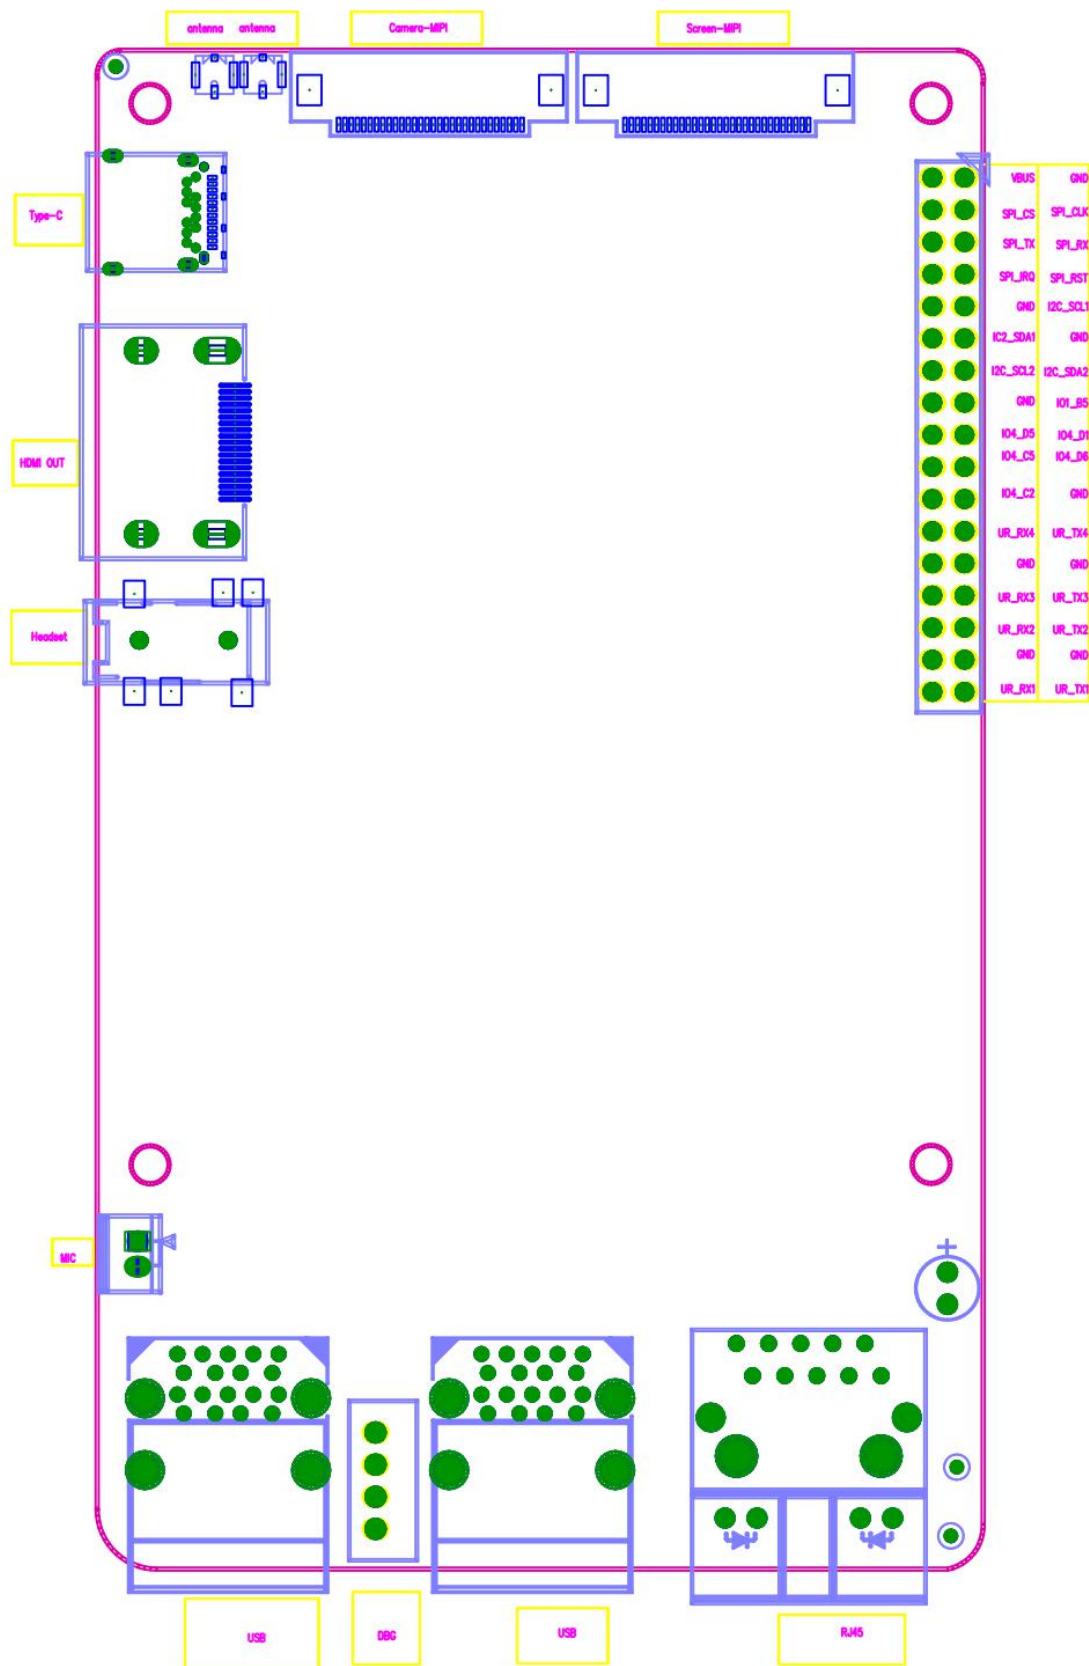 antenna antenna
Camera-MIPI
Screen-MIPI
Type-C
VBUS GND
SPI_CS SPI_CLK
SPI_TX SPI_RX
SPI_IRQ SPI_RST
GND I2C_SCL1
IC2_SDA1 GND
I2C_SCL2 I2C_SDA2
GND IO1_B5
IO4_D5 IO4_D1
IO4_C5 IO4_D6
IO4_C2 GND
UR_RX4 UR_TX4
GND GND
UR_RX3 UR_TX3
UR_RX2 UR_TX2
GND GND
UR_RX1 UR_TX1
HDMI OUT
Headset
MIC
+
USB
DBG
USB
RJ45